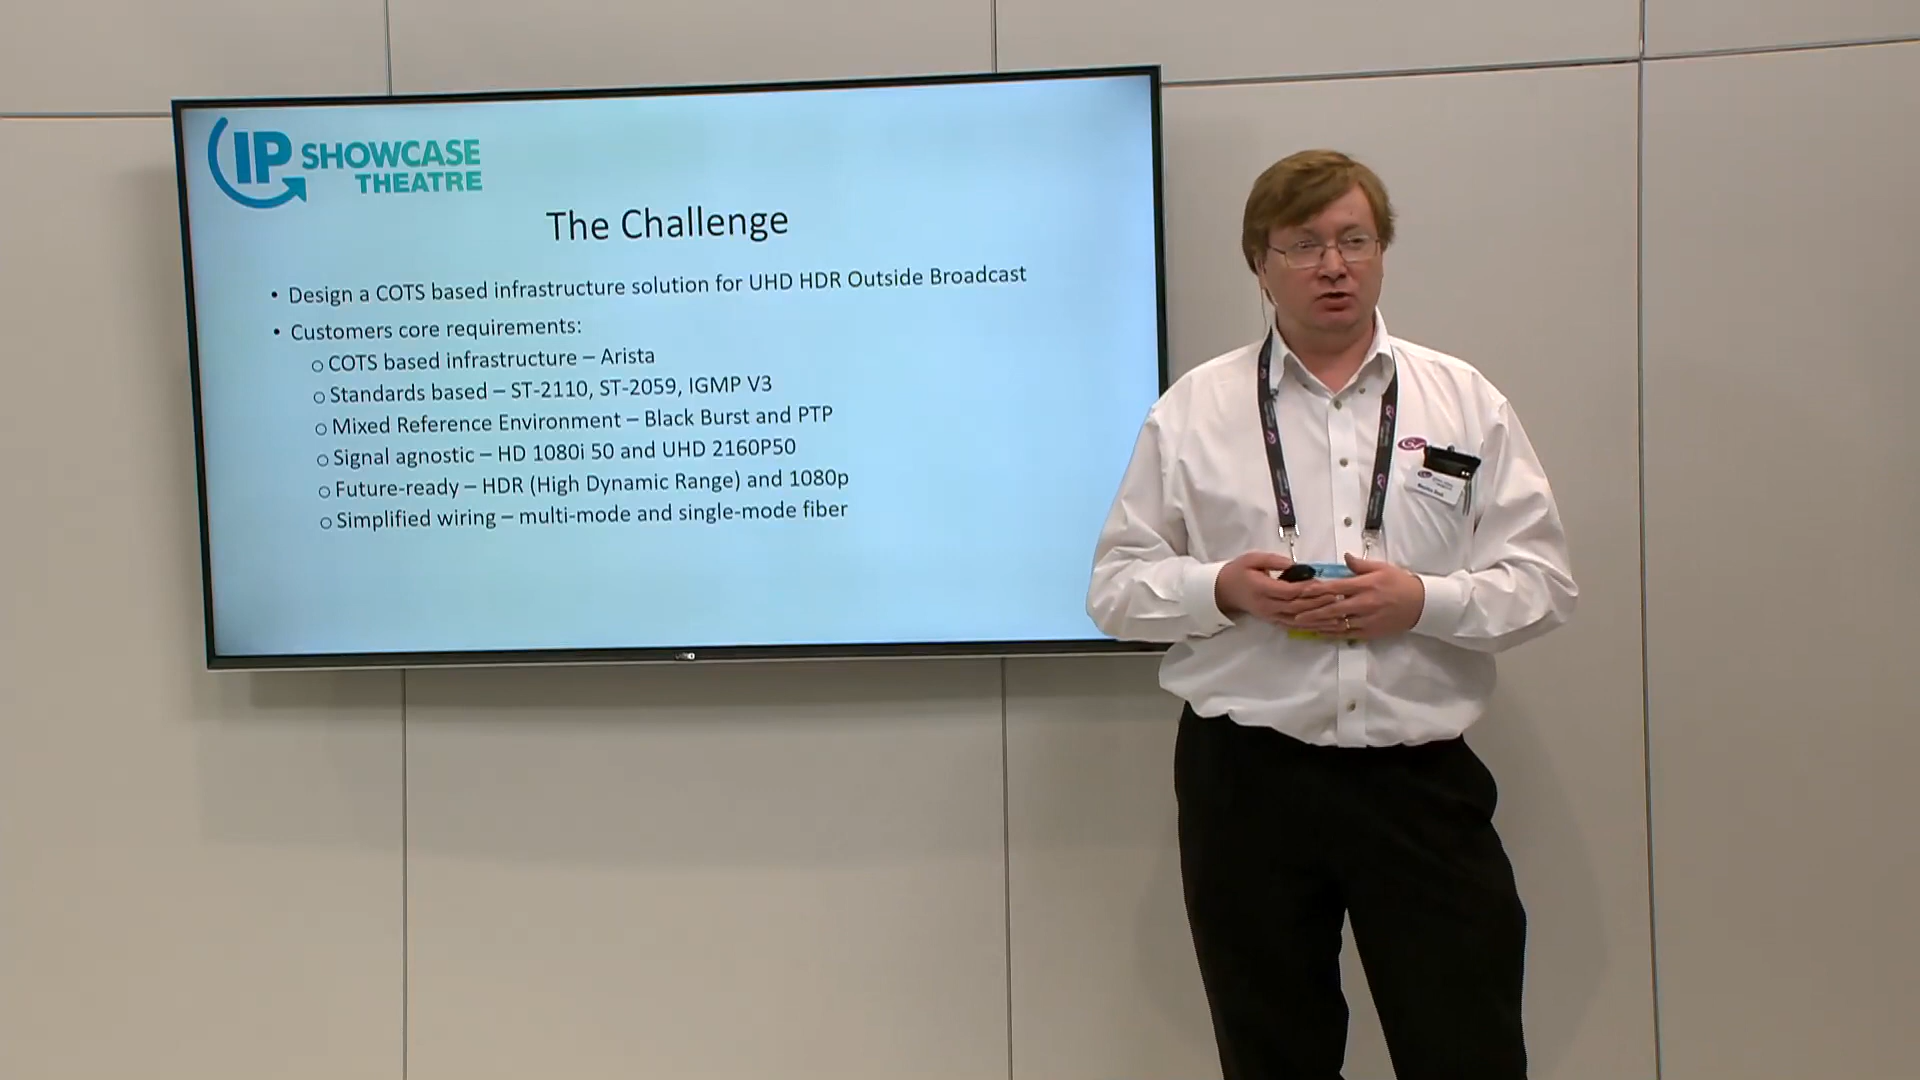 IP SHOWCASE
THEATRE
The Challenge
• Design a COTS based infrastructure solution for UHD HDR Outside Broadcast
• Customers core requirements:
○ COTS based infrastructure – Arista
○ Standards based – ST-2110, ST-2059, IGMP V3
○ Mixed Reference Environment – Black Burst and PTP
○ Signal agnostic – HD 1080i 50 and UHD 2160P50
○ Future-ready – HDR (High Dynamic Range) and 1080p
○ Simplified wiring – multi-mode and single-mode fiber